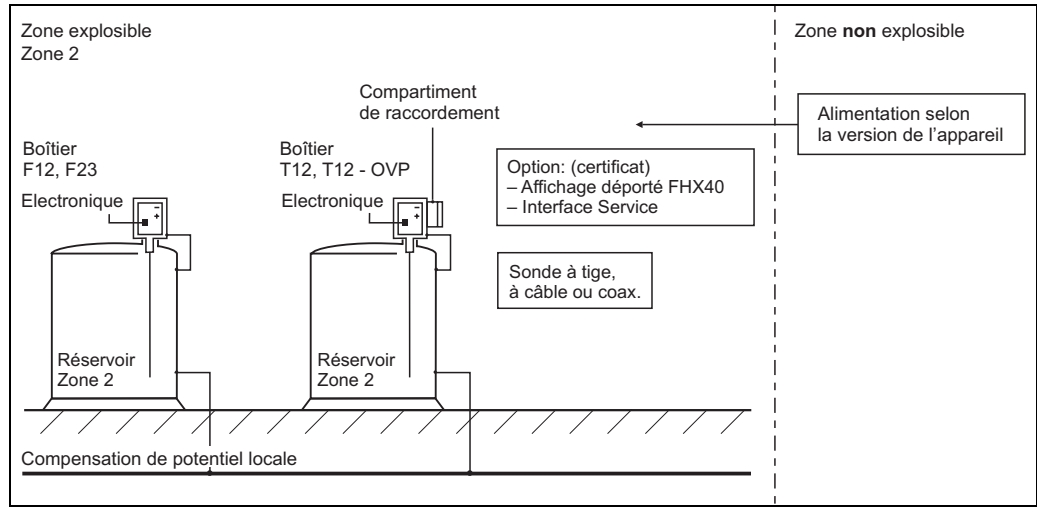 Zone explosible
Zone 2
Zone non explosible
Compartiment
de raccordement
Alimentation selon
la version de l'appareil
Boîtier
F12, F23
Boîtier
T12, T12 - OVP
Option: (certificat)
– Affichage déporté FHX40
– Interface Service
Electronique
–
+
Electronique
–
+
Sonde à tige,
à câble ou coax.
Réservoir
Zone 2
Réservoir
Zone 2
Compensation de potentiel locale